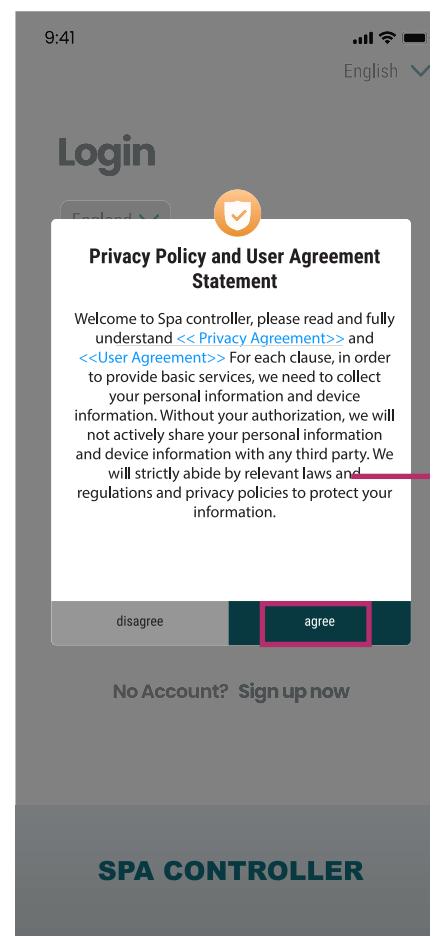 9:41
English
Login
England
Privacy Policy and User Agreement
Statement
Welcome to Spa controller, please read and fully
understand << Privacy Agreement>> and
<<User Agreement>> For each clause, in order
to provide basic services, we need to collect
your personal information and device
information. Without your authorization, we will
not actively share your personal information
and device information with any third party. We
will strictly abide by relevant laws and
regulations and privacy policies to protect your
information.
disagree
agree
No Account? Sign up now
SPA CONTROLLER